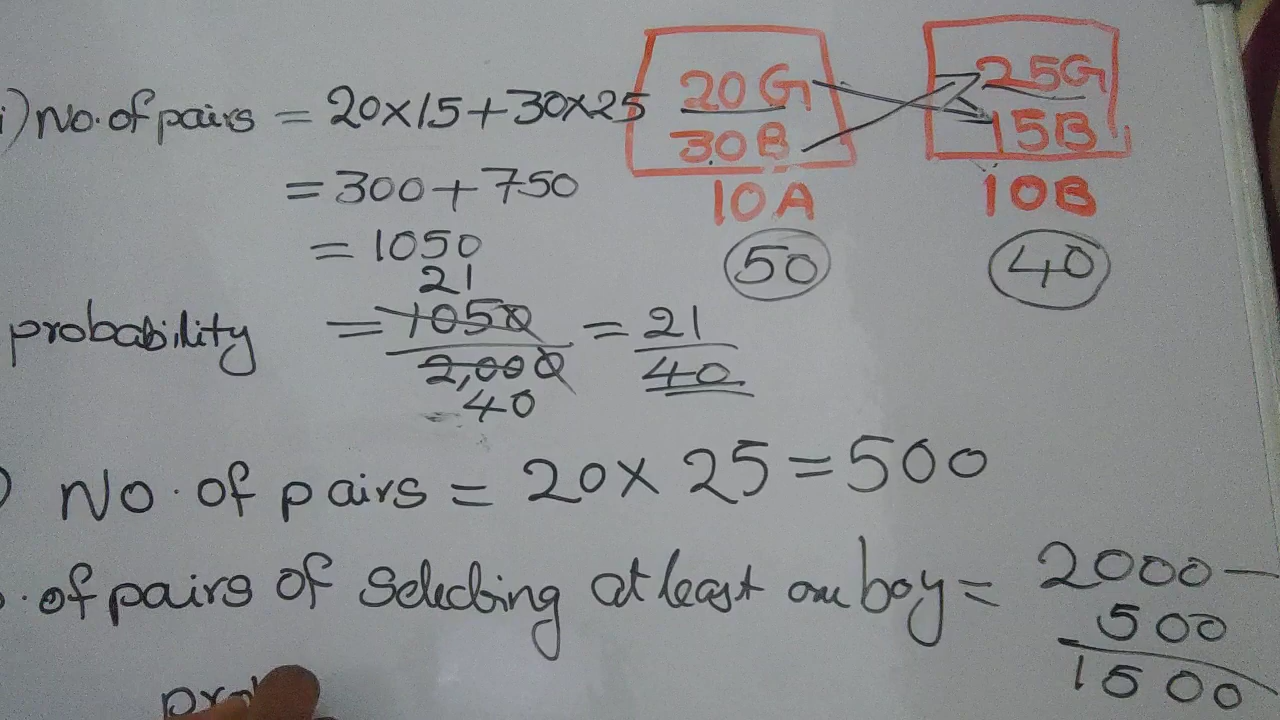 i) No. of pairs = 20×15+30×25
= 300+750
= 1050
20G
30B
10A
50
25G
15B
10B
40
21
probability = 1050/2,000 = 21/40
40
) No. of pairs = 20× 25 = 500
. of pairs of Selecting at least one boy = 2000 –
500
1500
pro